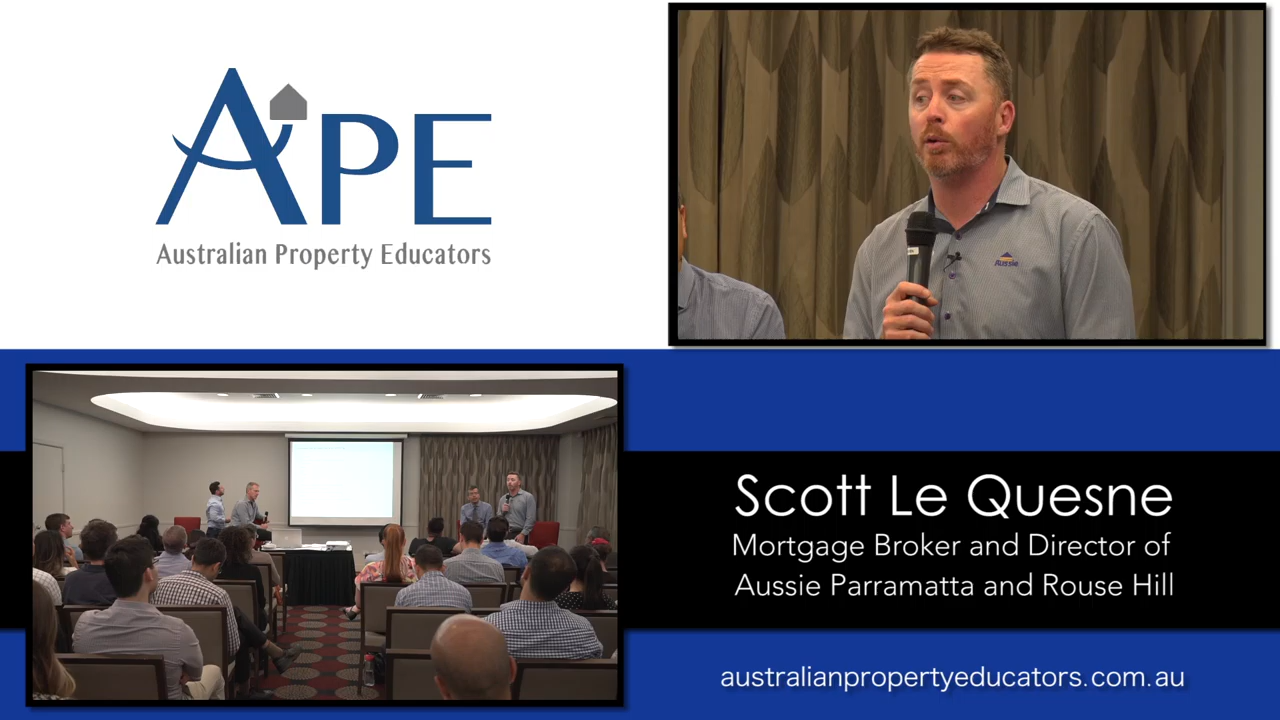 APE
Australian Property Educators
Aussie
Scott Le Quesne
Mortgage Broker and Director of
Aussie Parramatta and Rouse Hill
australianpropertyeducators.com.au